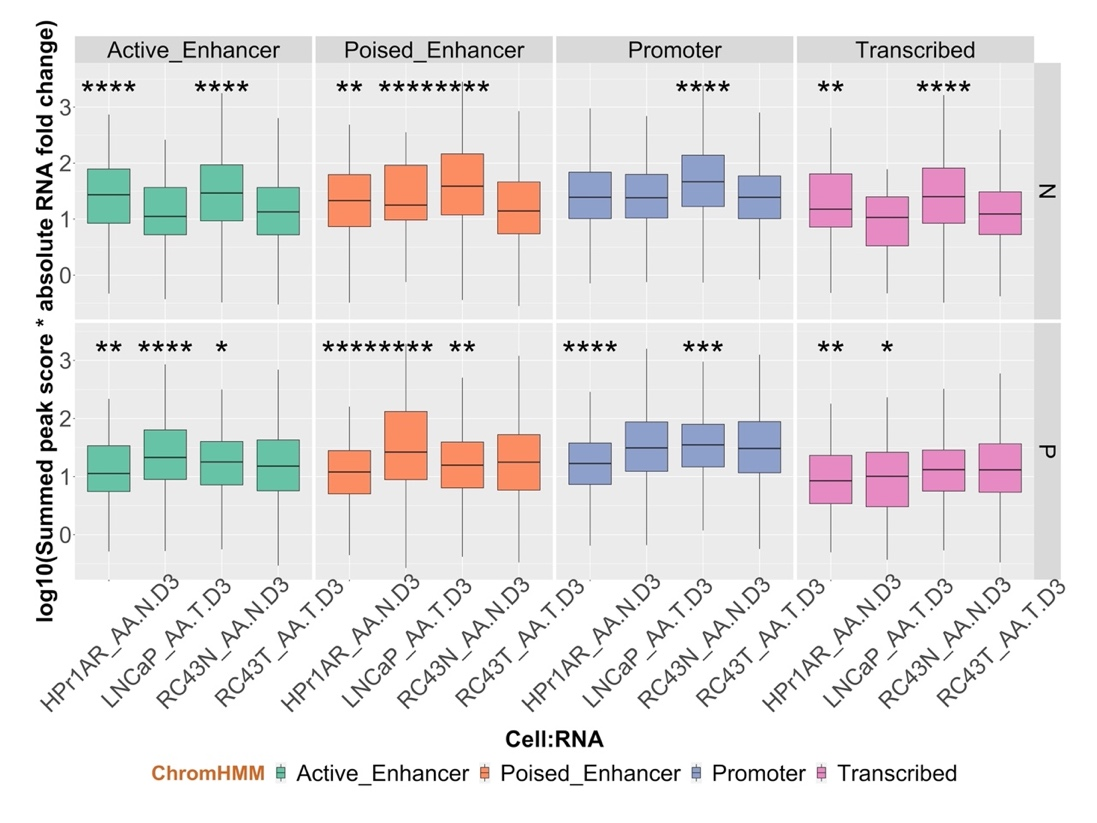 log10(Summed peak score * absolute RNA fold change)
Active_Enhancer Poised_Enhancer Promoter Transcribed
**** **** ** ******** **** ** ****
3
2
1
0
N
** **** * ******** ** **** *** ** *
3
2
1
0
P
HPr1AR_AA.N.D3
LNCaP_AA.T.D3
RC43N_AA.N.D3
RC43T_AA.T.D3
HPr1AR_AA.N.D3
LNCaP_AA.T.D3
RC43N_AA.N.D3
RC43T_AA.T.D3
HPr1AR_AA.N.D3
LNCaP_AA.T.D3
RC43N_AA.N.D3
RC43T_AA.T.D3
HPr1AR_AA.N.D3
LNCaP_AA.T.D3
RC43N_AA.N.D3
RC43T_AA.T.D3
Cell:RNA
ChromHMM Active_Enhancer Poised_Enhancer Promoter Transcribed